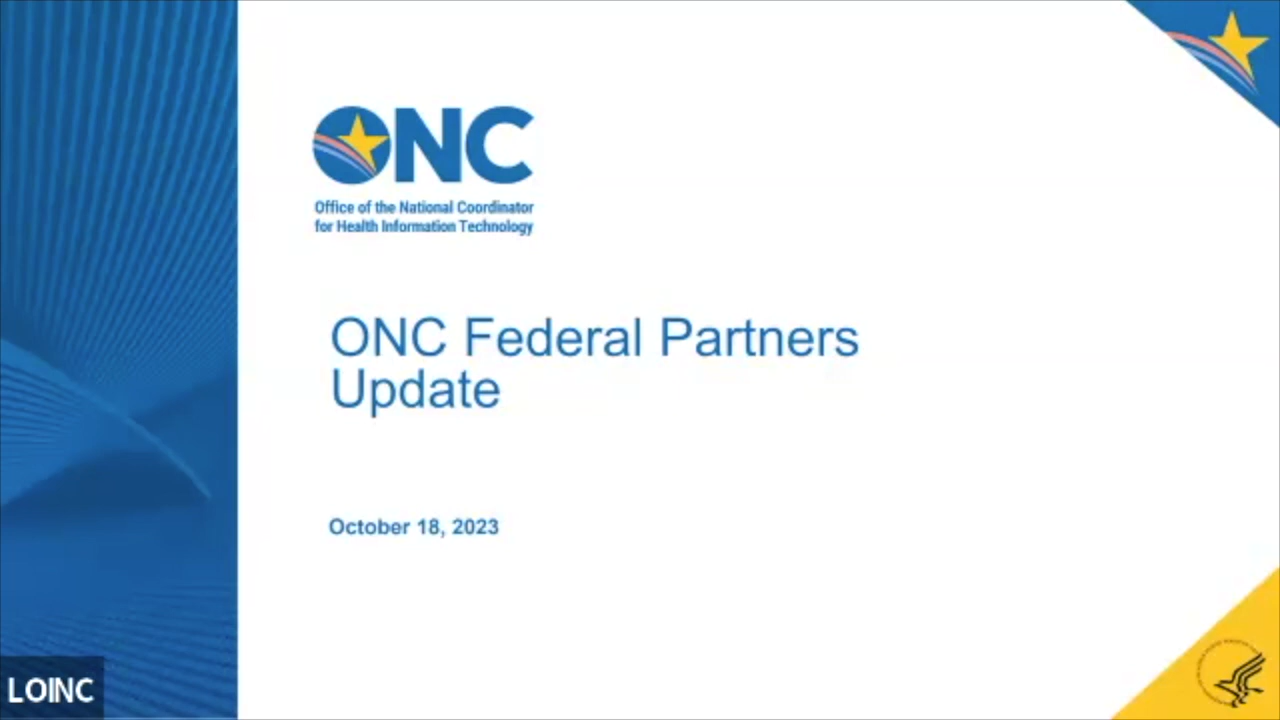 ONC
Office of the National Coordinator
for Health Information Technology
ONC Federal Partners
Update
October 18, 2023
LOINC